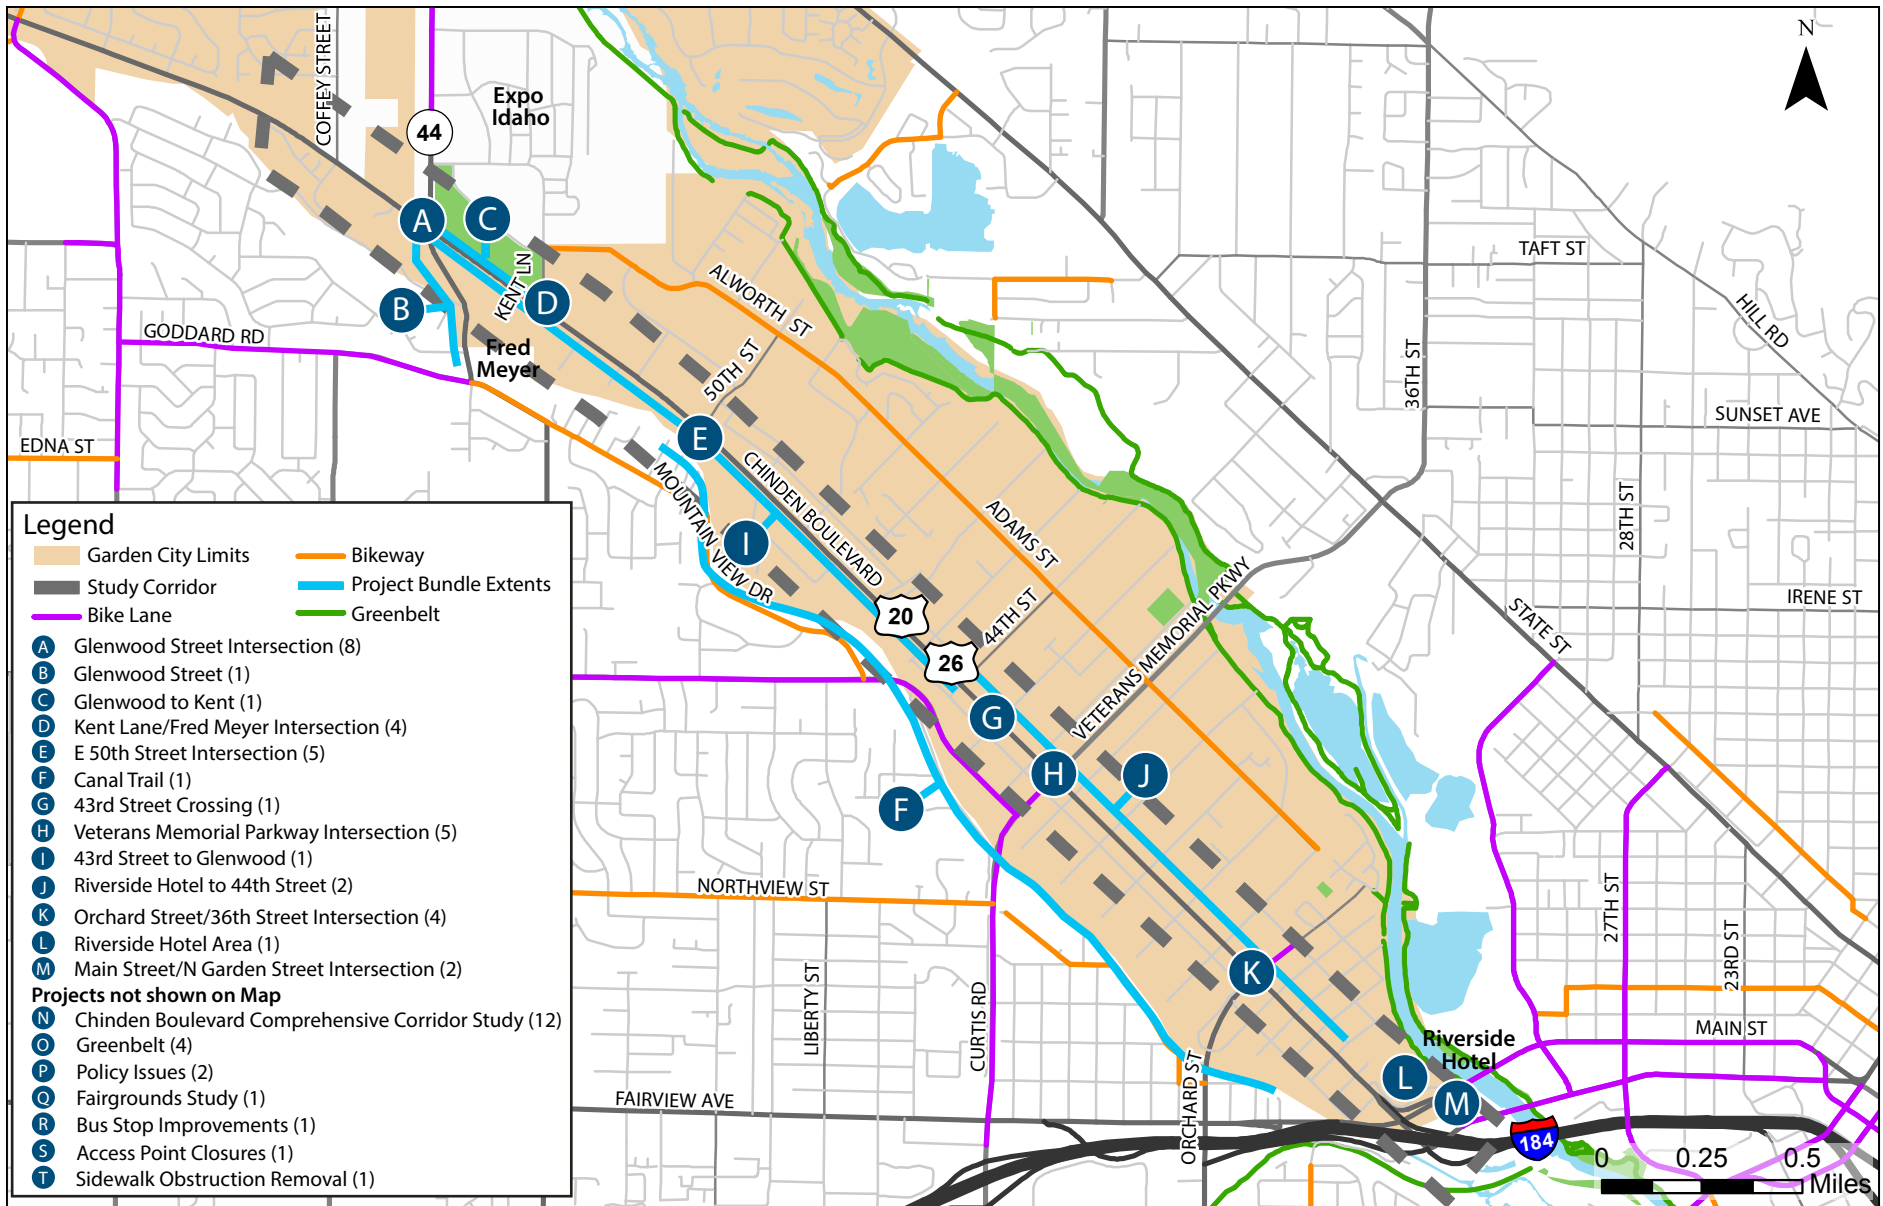 N
COFFEY STREET
Expo
Idaho
44
A
C
KENT LN
B
D
TAFT ST
HILL RD
ALWORTH ST
GODDARD RD
Fred
Meyer
50TH ST
36TH ST
SUNSET AVE
EDNA ST
E
MOUNTAIN VIEW DR
CHINDEN BOULEVARD
I
ADAMS ST
28TH ST
20
26
44TH ST
VETERANS MEMORIAL PKWY
IRENE ST
STATE ST
G
H
J
F
NORTHVIEW ST
K
LIBERTY ST
CURTIS RD
27TH ST
23RD ST
MAIN ST
Riverside
Hotel
L
M
ORCHARD ST
FAIRVIEW AVE
184
0 0.25 0.5
Miles
Legend
Garden City Limits
Study Corridor
Bike Lane
Bikeway
Project Bundle Extents
Greenbelt
A Glenwood Street Intersection (8)
B Glenwood Street (1)
C Glenwood to Kent (1)
D Kent Lane/Fred Meyer Intersection (4)
E E 50th Street Intersection (5)
F Canal Trail (1)
G 43rd Street Crossing (1)
H Veterans Memorial Parkway Intersection (5)
I 43rd Street to Glenwood (1)
J Riverside Hotel to 44th Street (2)
K Orchard Street/36th Street Intersection (4)
L Riverside Hotel Area (1)
M Main Street/N Garden Street Intersection (2)
Projects not shown on Map
N Chinden Boulevard Comprehensive Corridor Study (12)
O Greenbelt (4)
P Policy Issues (2)
Q Fairgrounds Study (1)
R Bus Stop Improvements (1)
S Access Point Closures (1)
T Sidewalk Obstruction Removal (1)